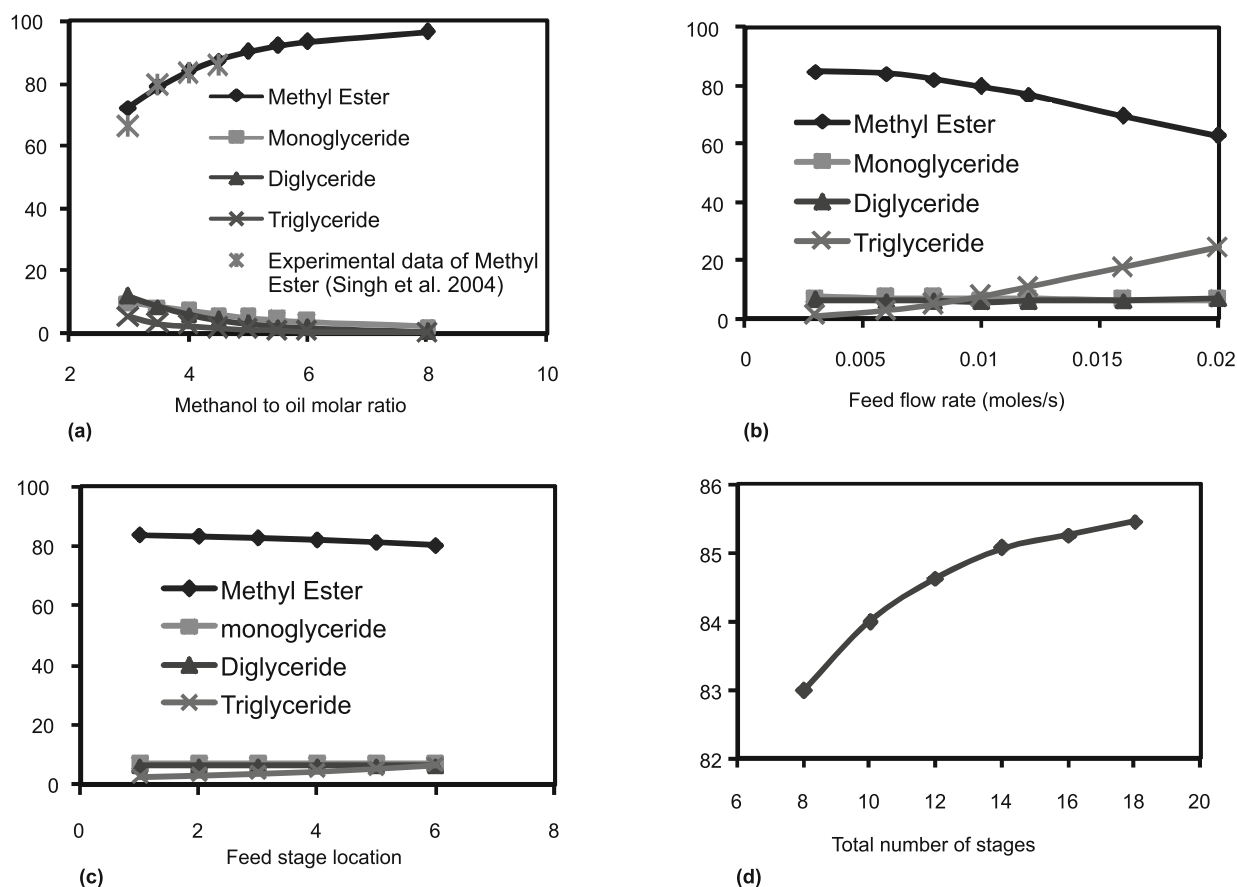 100
80
60
40
20
0
2
4
6
8
10
Methyl Ester
Monoglyceride
Diglyceride
Triglyceride
Experimental data of Methyl
Ester (Singh et al. 2004)
Methanol to oil molar ratio
(a)
100
80
60
40
20
0
0
0.005
0.01
0.015
0.02
Methyl Ester
Monoglyceride
Diglyceride
Triglyceride
Feed flow rate (moles/s)
(b)
100
80
60
40
20
0
0
2
4
6
8
Methyl Ester
monoglyceride
Diglyceride
Triglyceride
Feed stage location
(c)
86
85
84
83
82
6
8
10
12
14
16
18
20
Total number of stages
(d)